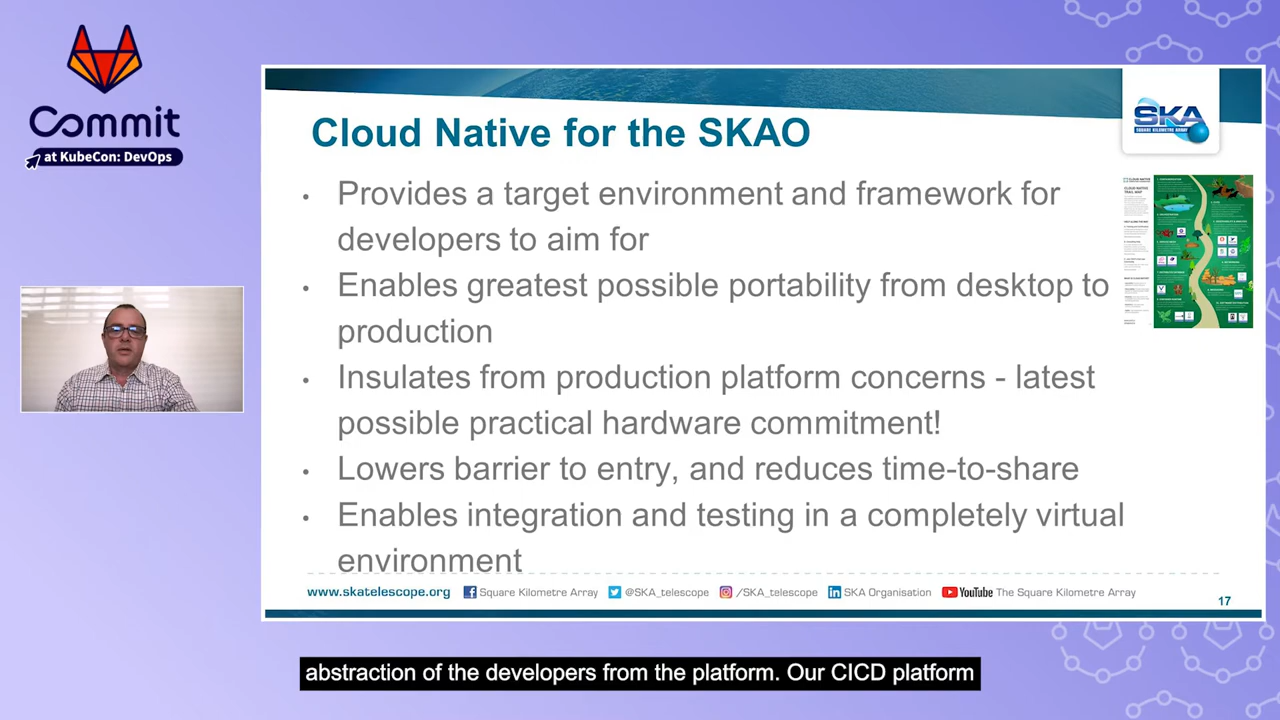 Commit
at KubeCon: DevOps
Cloud Native for the SKAO
SKA
SQUARE KILOMETRE ARRAY
• Provides a target environment and framework for
developers to aim for
• Enables greatest possible portability from desktop to
production
• Insulates from production platform concerns - latest
possible practical hardware commitment!
• Lowers barrier to entry, and reduces time-to-share
• Enables integration and testing in a completely virtual
environment
CLOUD NATIVE
TRAIL MAP
www.skatelescope.org Square Kilometre Array @SKA_telescope /SKA_telescope SKA Organisation YouTube The Square Kilometre Array
17
abstraction of the developers from the platform. Our CICD platform